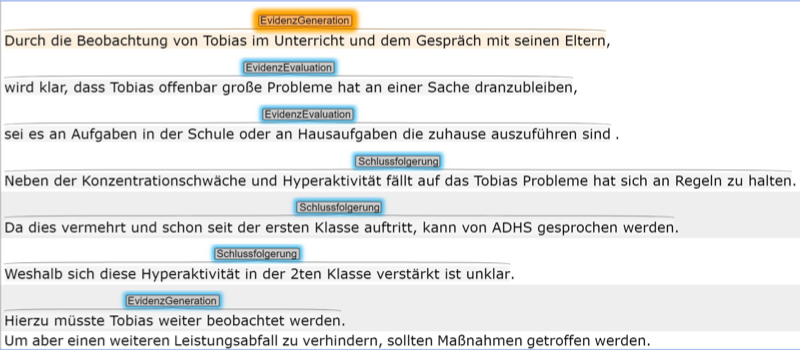 EvidenzGeneration
Durch die Beobachtung von Tobias im Unterricht und dem Gespräch mit seinen Eltern,
EvidenzEvaluation
wird klar, dass Tobias offenbar große Probleme hat an einer Sache dranzubleiben,
EvidenzEvaluation
sei es an Aufgaben in der Schule oder an Hausaufgaben die zuhause auszuführen sind .
Schlussfolgerung
Neben der Konzentrationschwäche und Hyperaktivität fällt auf das Tobias Probleme hat sich an Regeln zu halten.
Schlussfolgerung
Da dies vermehrt und schon seit der ersten Klasse auftritt, kann von ADHS gesprochen werden.
Schlussfolgerung
Weshalb sich diese Hyperaktivität in der 2ten Klasse verstärkt ist unklar.
EvidenzGeneration
Hierzu müsste Tobias weiter beobachtet werden.
Um aber einen weiteren Leistungsabfall zu verhindern, sollten Maßnahmen getroffen werden.